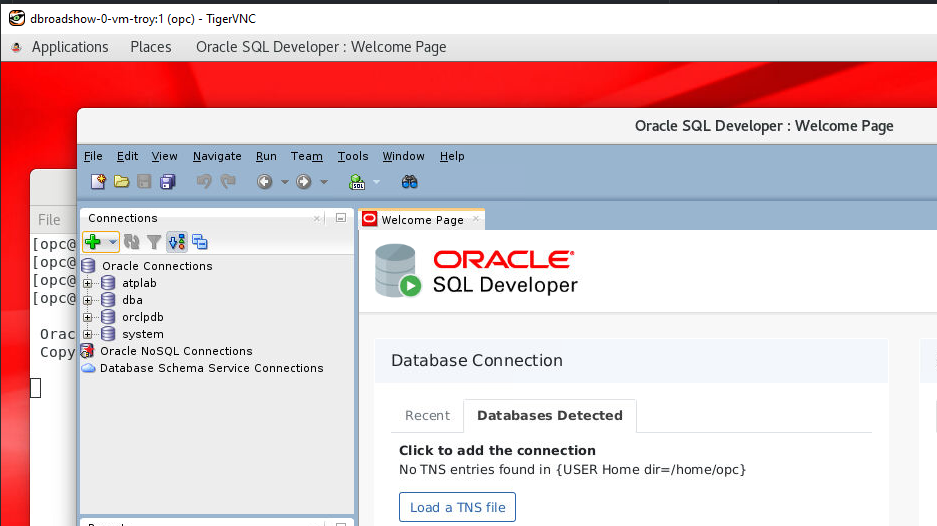 dbroadshow-0-vm-troy:1 (opc) - TigerVNC
Applications Places Oracle SQL Developer : Welcome Page
Oracle SQL Developer : Welcome Page
File Edit View Navigate Run Team Tools Window Help
SQL
File
[opc@
[opc@
[opc@
[opc@
Orac
Copy
Connections
Oracle Connections
atplab
dba
orclpdb
system
Oracle NoSQL Connections
Database Schema Service Connections
Welcome Page
ORACLE
SQL Developer
Database Connection
Recent Databases Detected
Click to add the connection
No TNS entries found in {USER Home dir=/home/opc}
Load a TNS file